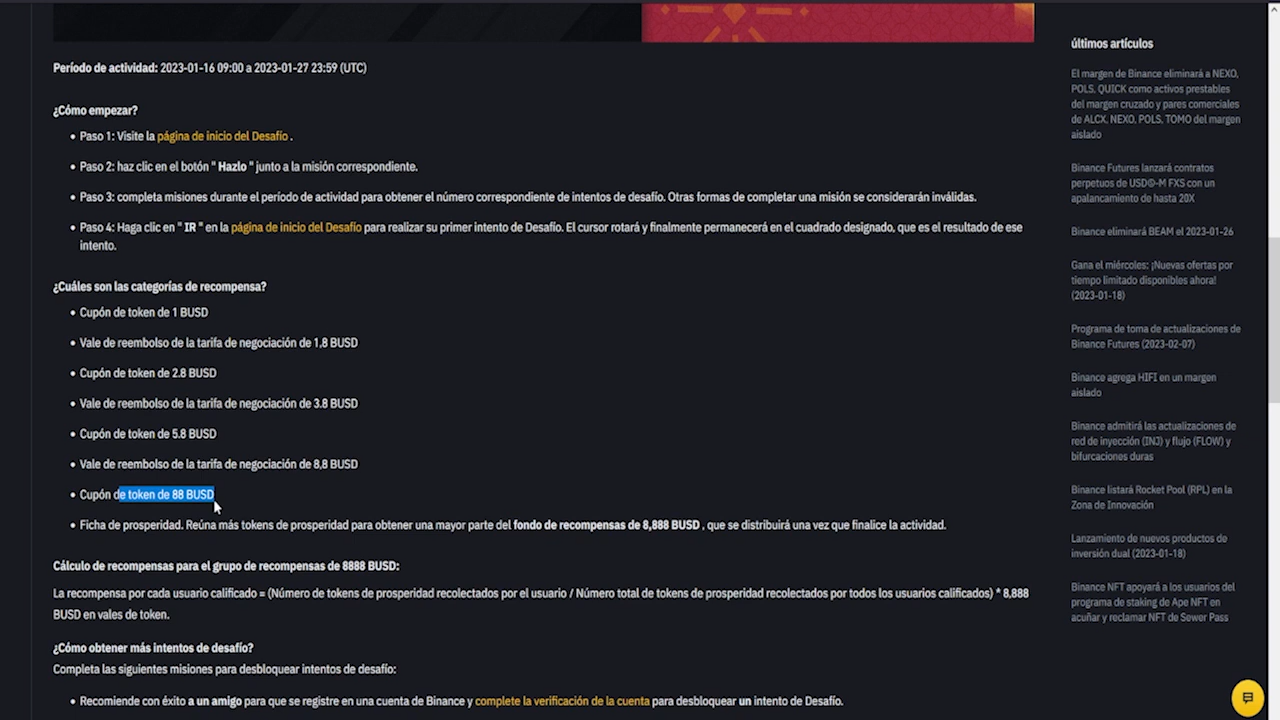 Período de actividad: 2023-01-16 09:00 a 2023-01-27 23:59 (UTC)
¿Cómo empezar?
• Paso 1: Visite la página de inicio del Desafío .
• Paso 2: haz clic en el botón " Hazlo " junto a la misión correspondiente.
• Paso 3: completa misiones durante el período de actividad para obtener el número correspondiente de intentos de desafío. Otras formas de completar una misión se considerarán inválidas.
• Paso 4: Haga clic en " IR " en la página de inicio del Desafío para realizar su primer intento de Desafío. El cursor rotará y finalmente permanecerá en el cuadrado designado, que es el resultado de ese
intento.
¿Cuáles son las categorías de recompensa?
• Cupón de token de 1 BUSD
• Vale de reembolso de la tarifa de negociación de 1,8 BUSD
• Cupón de token de 2.8 BUSD
• Vale de reembolso de la tarifa de negociación de 3.8 BUSD
• Cupón de token de 5.8 BUSD
• Vale de reembolso de la tarifa de negociación de 8,8 BUSD
• Cupón de token de 88 BUSD
• Ficha de prosperidad. Reúna más tokens de prosperidad para obtener una mayor parte del fondo de recompensas de 8,888 BUSD , que se distribuirá una vez que finalice la actividad.
Cálculo de recompensas para el grupo de recompensas de 8888 BUSD:
La recompensa por cada usuario calificado = (Número de tokens de prosperidad recolectados por el usuario / Número total de tokens de prosperidad recolectados por todos los usuarios calificados) * 8,888
BUSD en vales de token.
¿Cómo obtener más intentos de desafío?
Completa las siguientes misiones para desbloquear intentos de desafío:
• Recomiende con éxito a un amigo para que se registre en una cuenta de Binance y complete la verificación de la cuenta para desbloquear un intento de Desafío.
últimos artículos
El margen de Binance eliminará a NEXO,
POLS, QUICK como activos prestables
del margen cruzado y pares comerciales
de ALCX, NEXO, POLS, TOMO del margen
aislado
Binance Futures lanzará contratos
perpetuos de USDⓈ-M FXS con un
apalancamiento de hasta 20X
Binance eliminará BEAM el 2023-01-26
Gana el miércoles: ¡Nuevas ofertas por
tiempo limitado disponibles ahora!
(2023-01-18)
Programa de toma de actualizaciones de
Binance Futures (2023-02-07)
Binance agrega HIFI en un margen
aislado
Binance admitirá las actualizaciones de
red de inyección (INJ) y flujo (FLOW) y
bifurcaciones duras
Binance listará Rocket Pool (RPL) en la
Zona de Innovación
Lanzamiento de nuevos productos de
inversión dual (2023-01-18)
Binance NFT apoyará a los usuarios del
programa de staking de Ape NFT en
acuñar y reclamar NFT de Sewer Pass